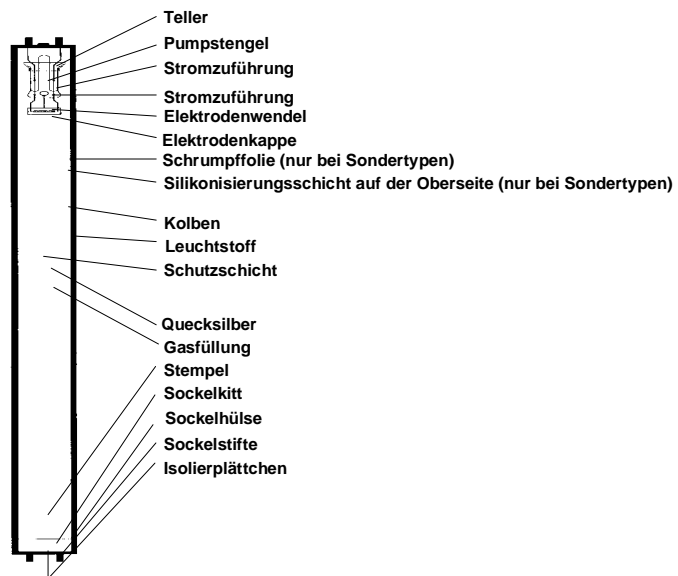 Teller
Pumpstengel
Stromzuführung
Stromzuführung
Elektrodenwendel
Elektrodenkappe
Schrumpffolie (nur bei Sondertypen)
Silikonisierungsschicht auf der Oberseite (nur bei Sondertypen)
Kolben
Leuchtstoff
Schutzschicht
Quecksilber
Gasfüllung
Stempel
Sockelkitt
Sockelhülse
Sockelstifte
Isolierplättchen